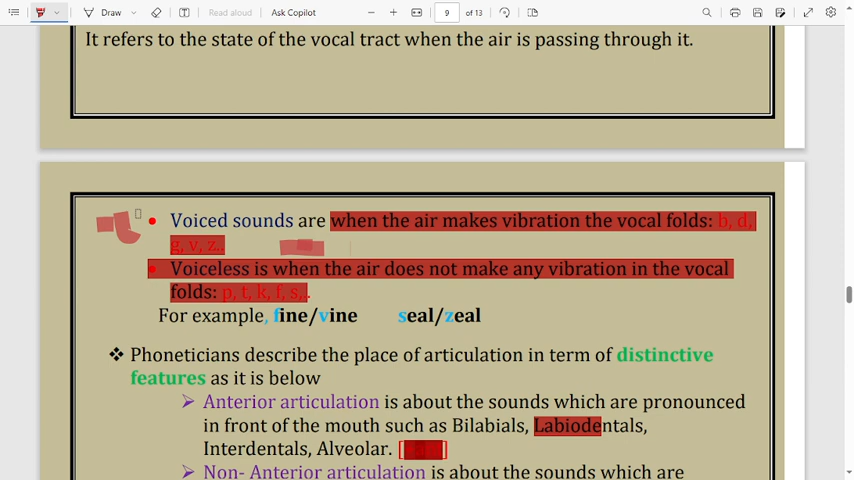 Draw
Read aloud
Ask Copilot
9
of 13
It refers to the state of the vocal tract when the air is passing through it.
• Voiced sounds are when the air makes vibration the vocal folds: b, d,
g, v, z..
• Voiceless is when the air does not make any vibration in the vocal
folds: p, t, k, f, s,..
For example, fine/vine seal/zeal
❖ Phoneticians describe the place of articulation in term of distinctive
features as it is below
➢ Anterior articulation is about the sounds which are pronounced
in front of the mouth such as Bilabials, Labiodentals,
Interdentals, Alveolar.
➢ Non- Anterior articulation is about the sounds which are